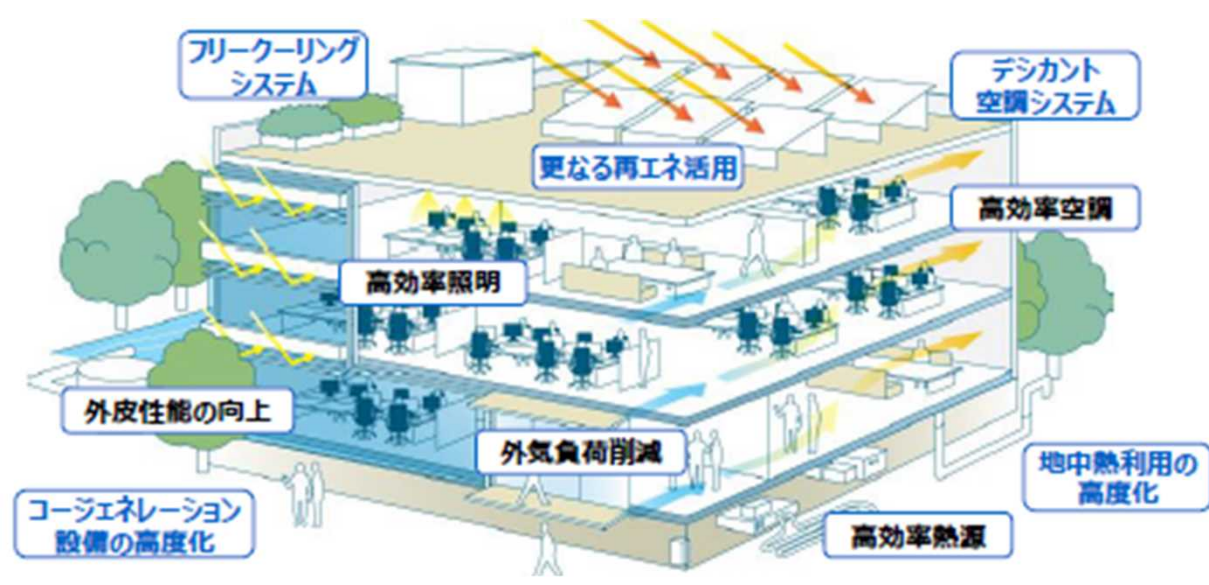 フリークーリング
システム
デシカント
空調システム
更なる再エネ活用
高効率空調
高効率照明
外皮性能の向上
外気負荷削減
地中熱利用の
高度化
コージェネレーション
設備の高度化
高効率熱源